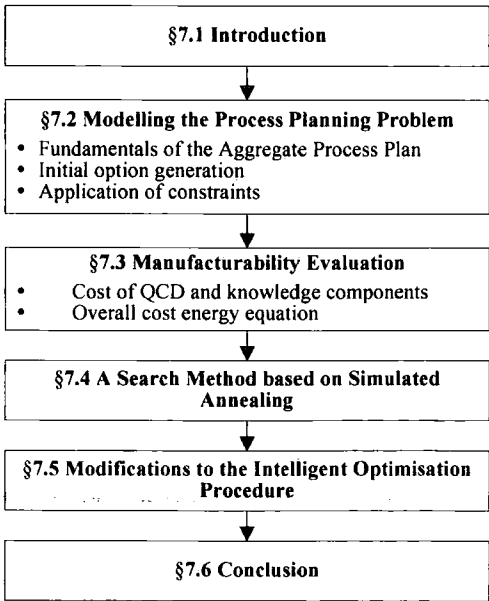 §7.1 Introduction
§7.2 Modelling the Process Planning Problem
• Fundamentals of the Aggregate Process Plan
• Initial option generation
• Application of constraints
§7.3 Manufacturability Evaluation
• Cost of QCD and knowledge components
• Overall cost energy equation
§7.4 A Search Method based on Simulated
Annealing
§7.5 Modifications to the Intelligent Optimisation
Procedure
§7.6 Conclusion